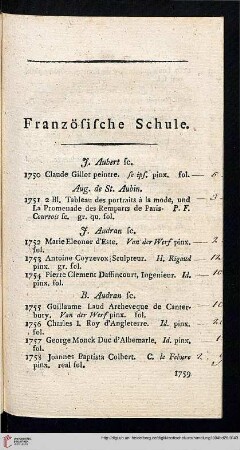 Französische Schule.
J. Aubert sc.
1750 Claude Gillot peintre. se ips. pinx. fol. 6
Aug. de St. Aubin.
1751 2 Bl. Tableau des portraits à la mode, und
La Promenade des Remparts de Paris- P. F.
Courtois sc. gr. qu. fol.
J. Audran sc.
1752 Marie Eleonor d'Este. Van der Werf pinx. 2
fol.
1753 Antoine Coyzevox Sculpteur. H. Rigaud 12
pinx. gr. fol.
1754 Pierre Clement Daffincourt, Ingenieur. Id.
pinx. fol.
B. Audran sc.
1755 Guillaume Laud Archeveque de Canter-
bury. Van der Werf pinx. fol.
1756 Charles I. Roy d'Angleterre. Id. pinx.
fol.
1757 George Monck Duc d'Albemarle, Id. pinx.
fol.
1758 Joannes Baptista Colbert. C. le Febure
pinx. real fol.
1759